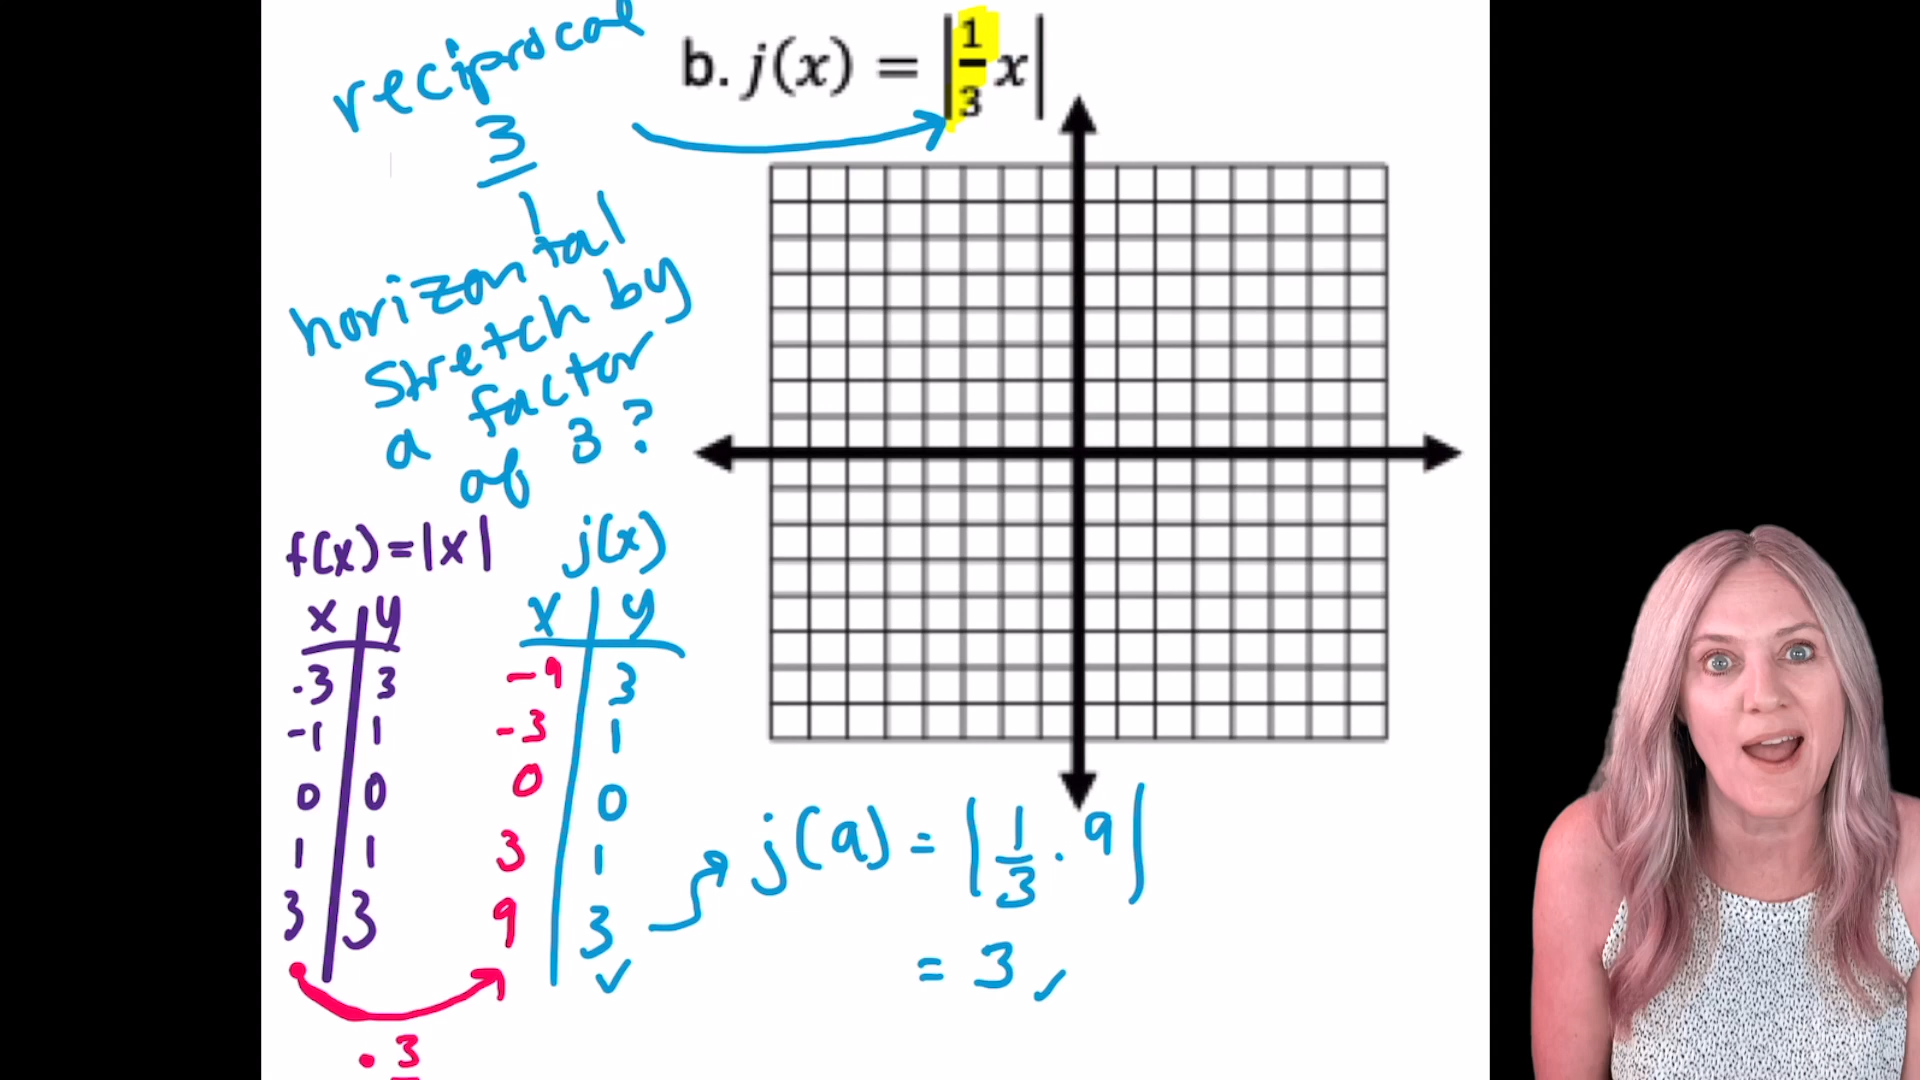 reciprocal
3
1
b. j(x) = |1/3 x|
horizontal
stretch by
a factor
of 3?
f(x)=|x|
x y
-3 3
-1 1
0 0
1 1
3 3
· 3
j(x)
x y
-9 3
-3 1
0 0
3 1
9 3 ✓
j(9) = |1/3 · 9|
= 3 ✓